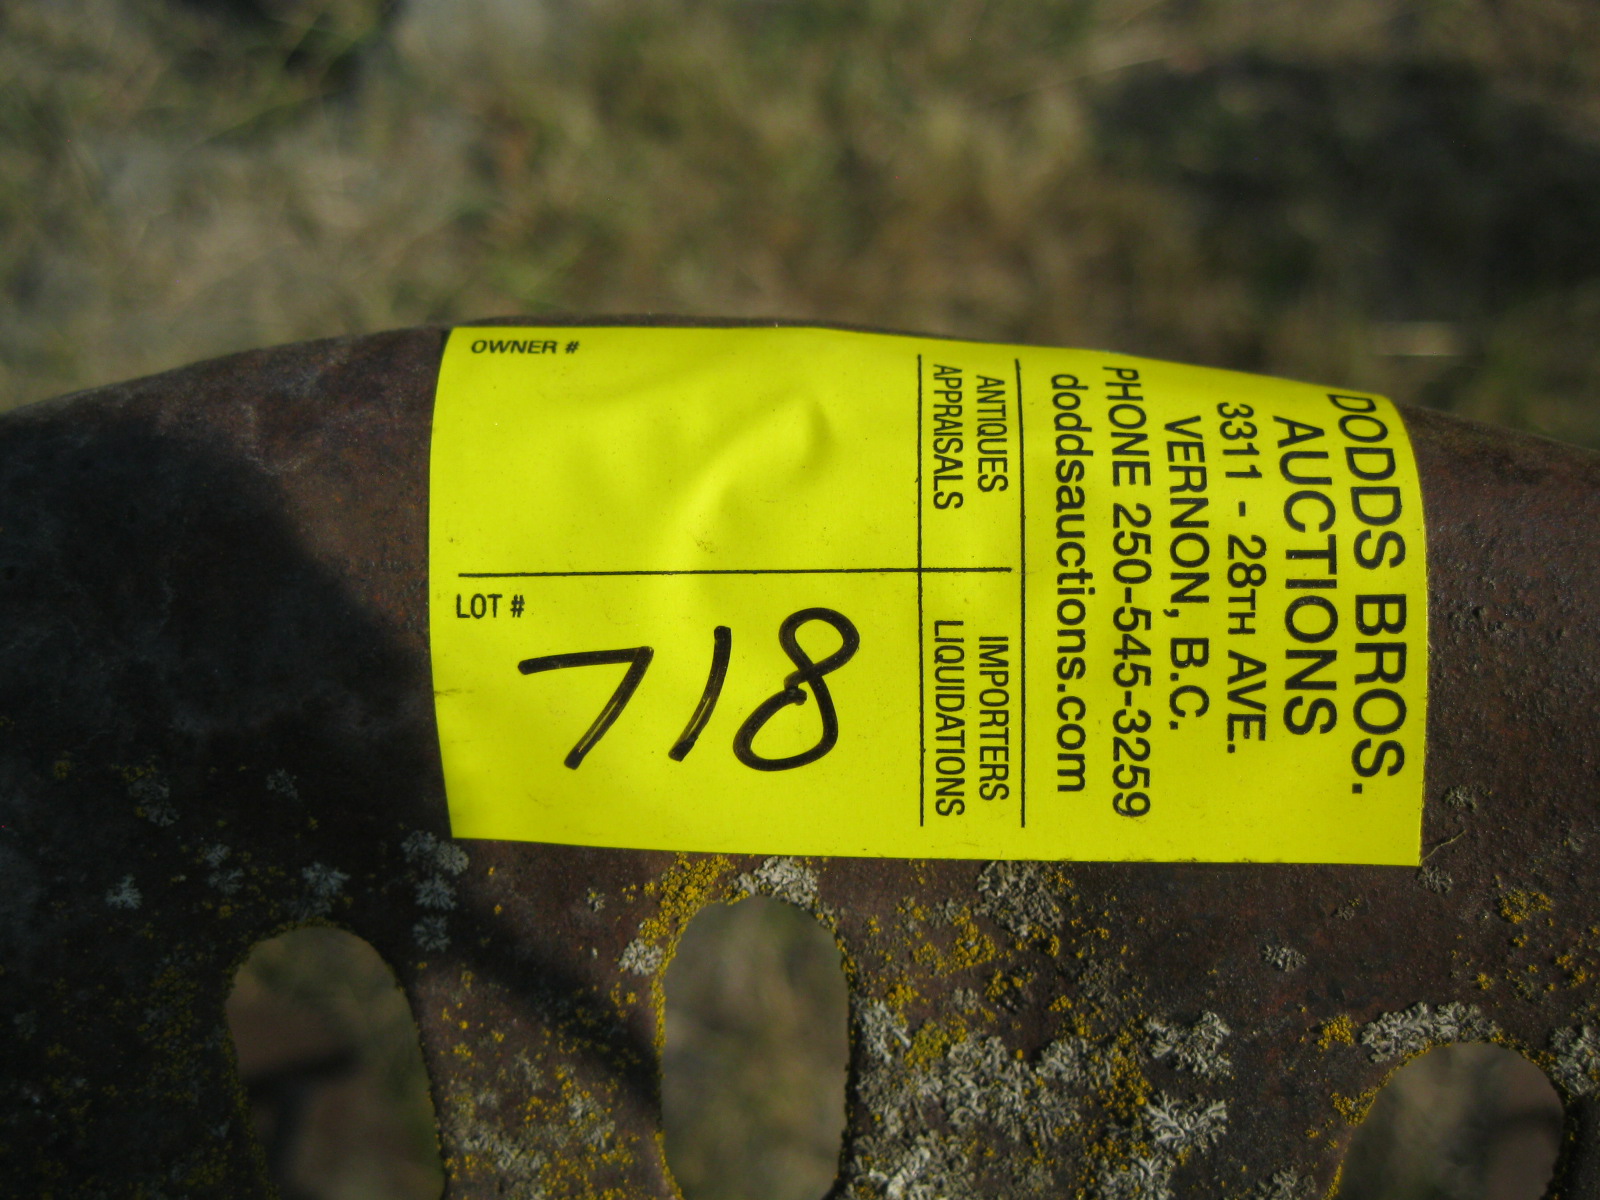 DODDS BROS.
AUCTIONS
3311 - 28TH AVE.
VERNON, B.C.
PHONE 250-545-3259
doddsauctions.com
ANTIQUES
APPRAISALS
IMPORTERS
LIQUIDATIONS
OWNER #
LOT #
718